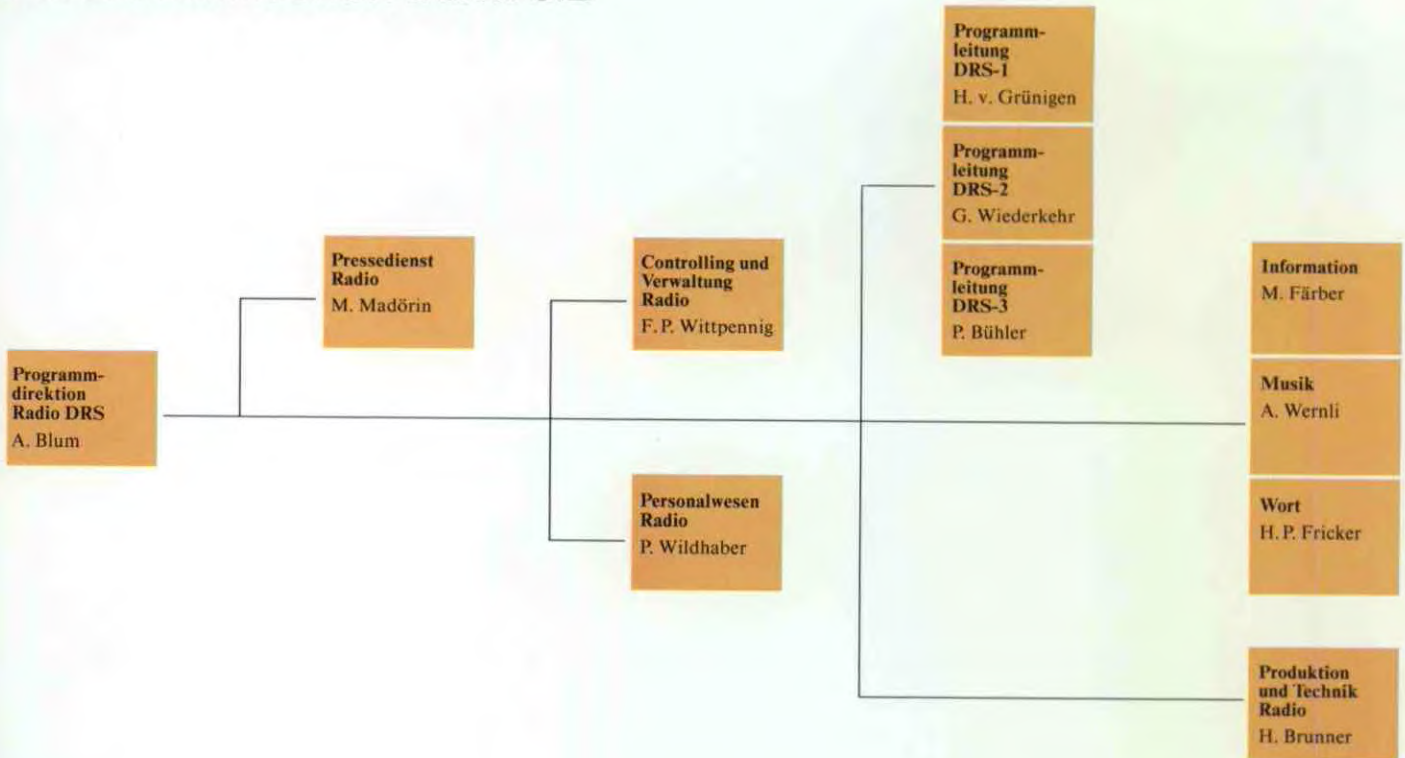 Programm-
direktion
Radio DRS
A. Blum
Pressedienst
Radio
M. Madörin
Controlling und
Verwaltung
Radio
F. P. Wittpennig
Personalwesen
Radio
P. Wildhaber
Programm-
leitung
DRS-1
H. v. Grünigen
Programm-
leitung
DRS-2
G. Wiederkehr
Programm-
leitung
DRS-3
P. Bühler
Information
M. Färber
Musik
A. Wernli
Wort
H. P. Fricker
Produktion
und Technik
Radio
H. Brunner